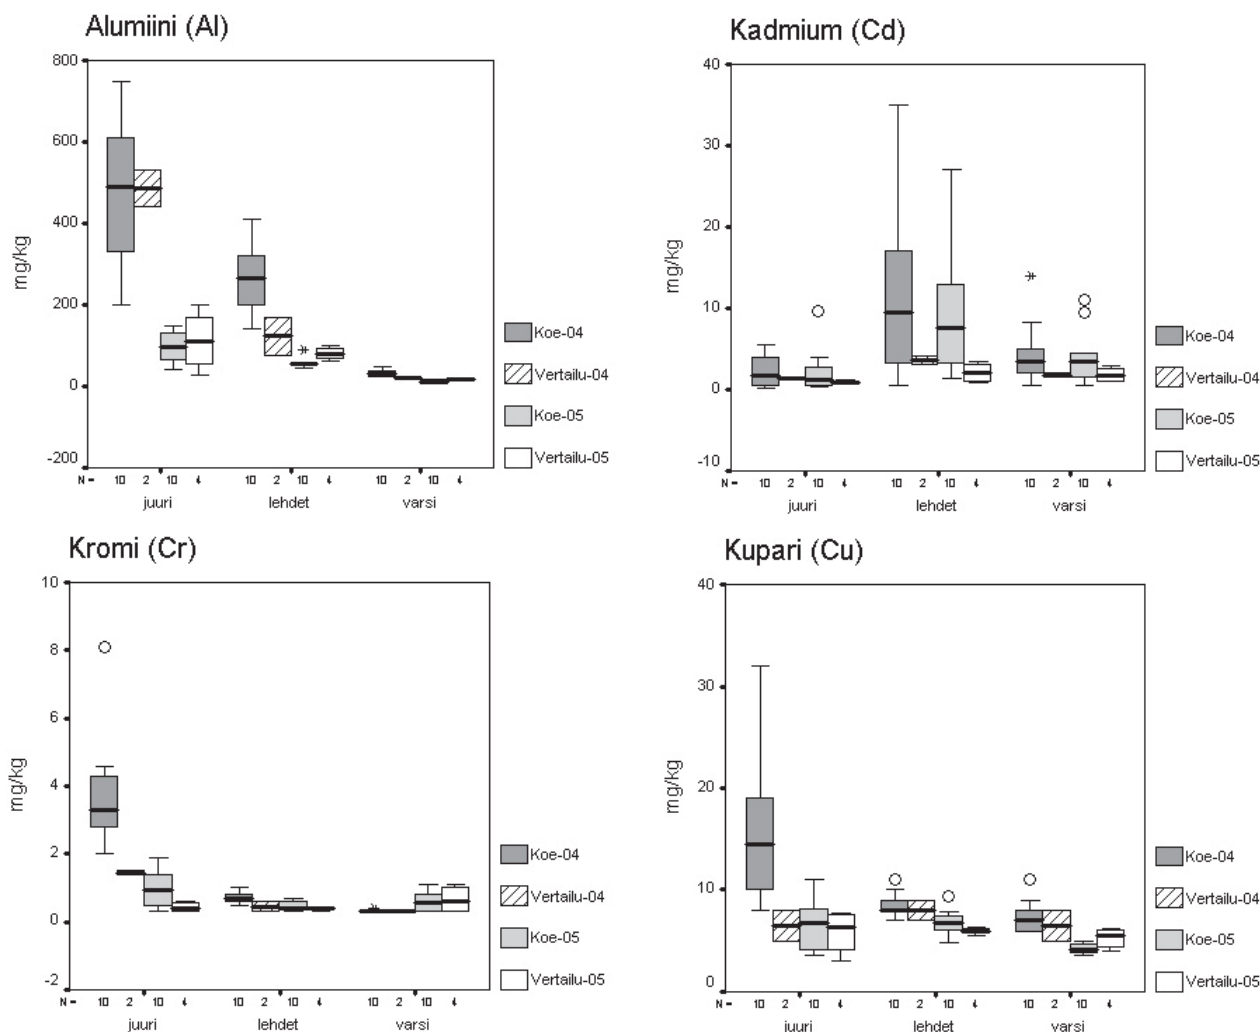 Alumiini (Al)
800
600
400
200
0
-200
mg/kg
N = 10 2 10 4 10 2 10 4 10 2 10 4
juuri lehdet varsi
Koe-04
Vertailu-04
Koe-05
Vertailu-05
Kadmium (Cd)
40
30
20
10
0
-10
mg/kg
N = 10 2 10 4 10 2 10 4 10 2 10 4
juuri lehdet varsi
Koe-04
Vertailu-04
Koe-05
Vertailu-05
Kromi (Cr)
10
8
6
4
2
0
-2
mg/kg
N = 10 2 10 4 10 2 10 4 10 2 10 4
juuri lehdet varsi
Koe-04
Vertailu-04
Koe-05
Vertailu-05
Kupari (Cu)
40
30
20
10
0
mg/kg
N = 10 2 10 4 10 2 10 4 10 2 10 4
juuri lehdet varsi
Koe-04
Vertailu-04
Koe-05
Vertailu-05